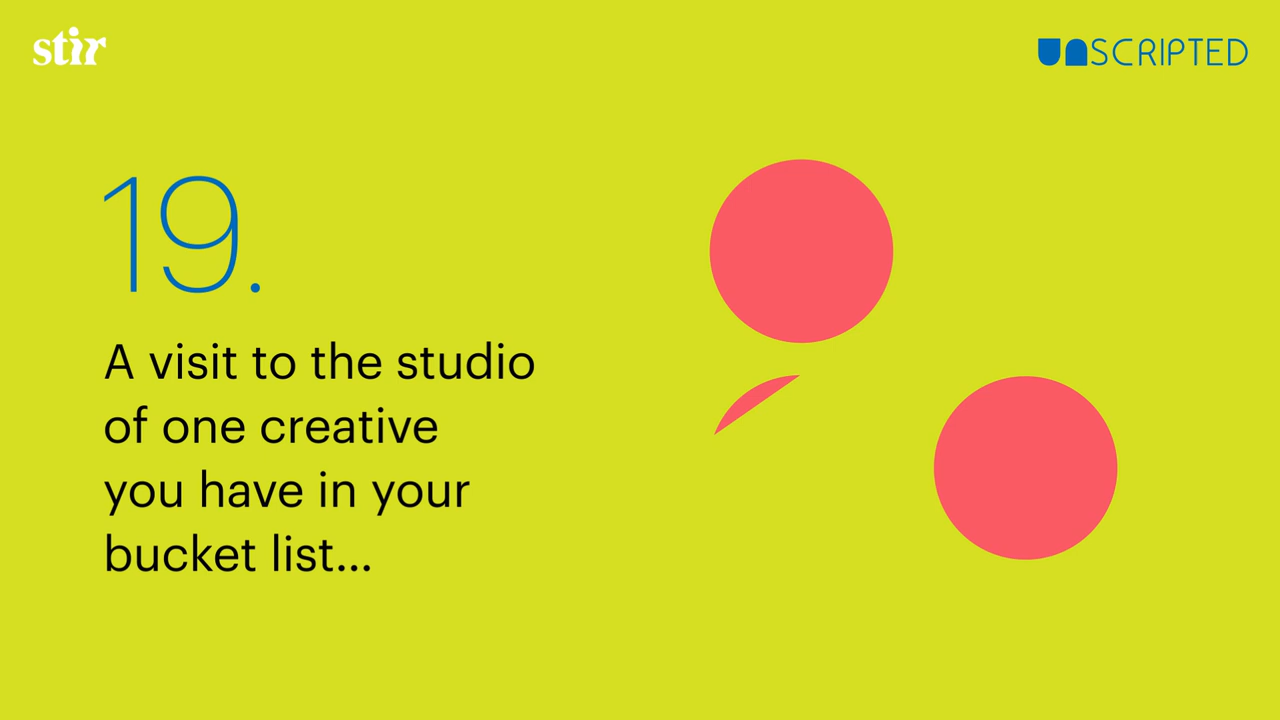 stir
UNSCRIPTED
19.
A visit to the studio
of one creative
you have in your
bucket list...